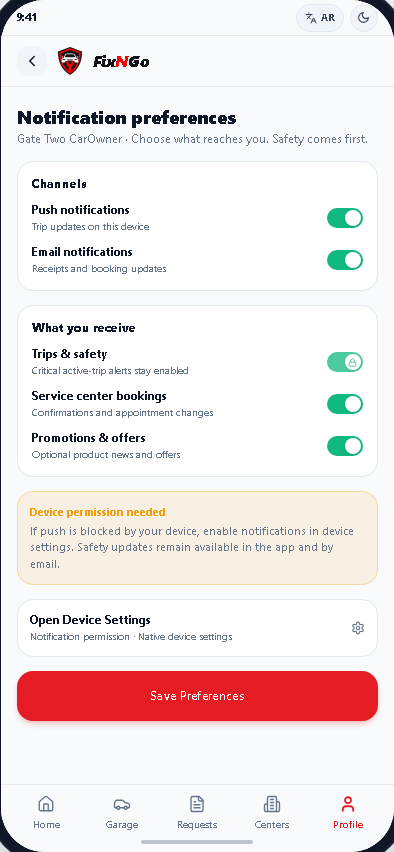 9:41
AR
FixNGo
Notification preferences
Gate Two CarOwner · Choose what reaches you. Safety comes first.
Channels
Push notifications
Trip updates on this device
Email notifications
Receipts and booking updates
What you receive
Trips & safety
Critical active-trip alerts stay enabled
Service center bookings
Confirmations and appointment changes
Promotions & offers
Optional product news and offers
Device permission needed
If push is blocked by your device, enable notifications in device
settings. Safety updates remain available in the app and by
email.
Open Device Settings
Notification permission · Native device settings
Save Preferences
Home
Garage
Requests
Centers
Profile